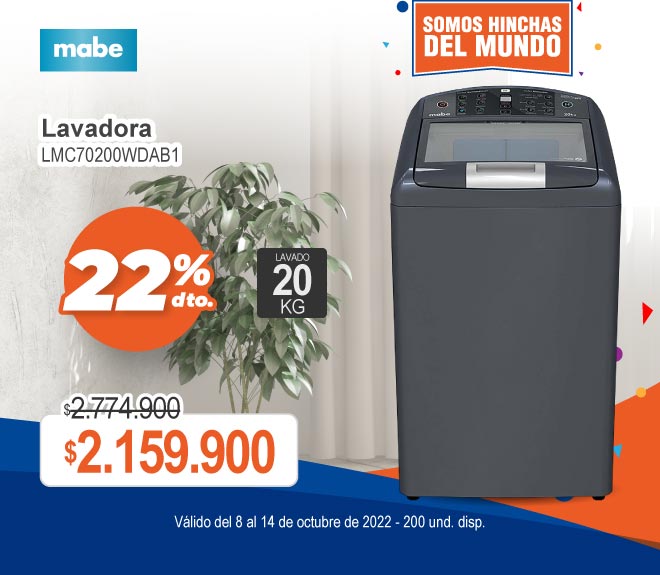 mabe
SOMOS HINCHAS
DEL MUNDO
Lavadora
LMC70200WDAB1
22% dto.
LAVADO
20
KG
$2.774.900
$2.159.900
mabe
Válido del 8 al 14 de octubre de 2022 - 200 und. disp.